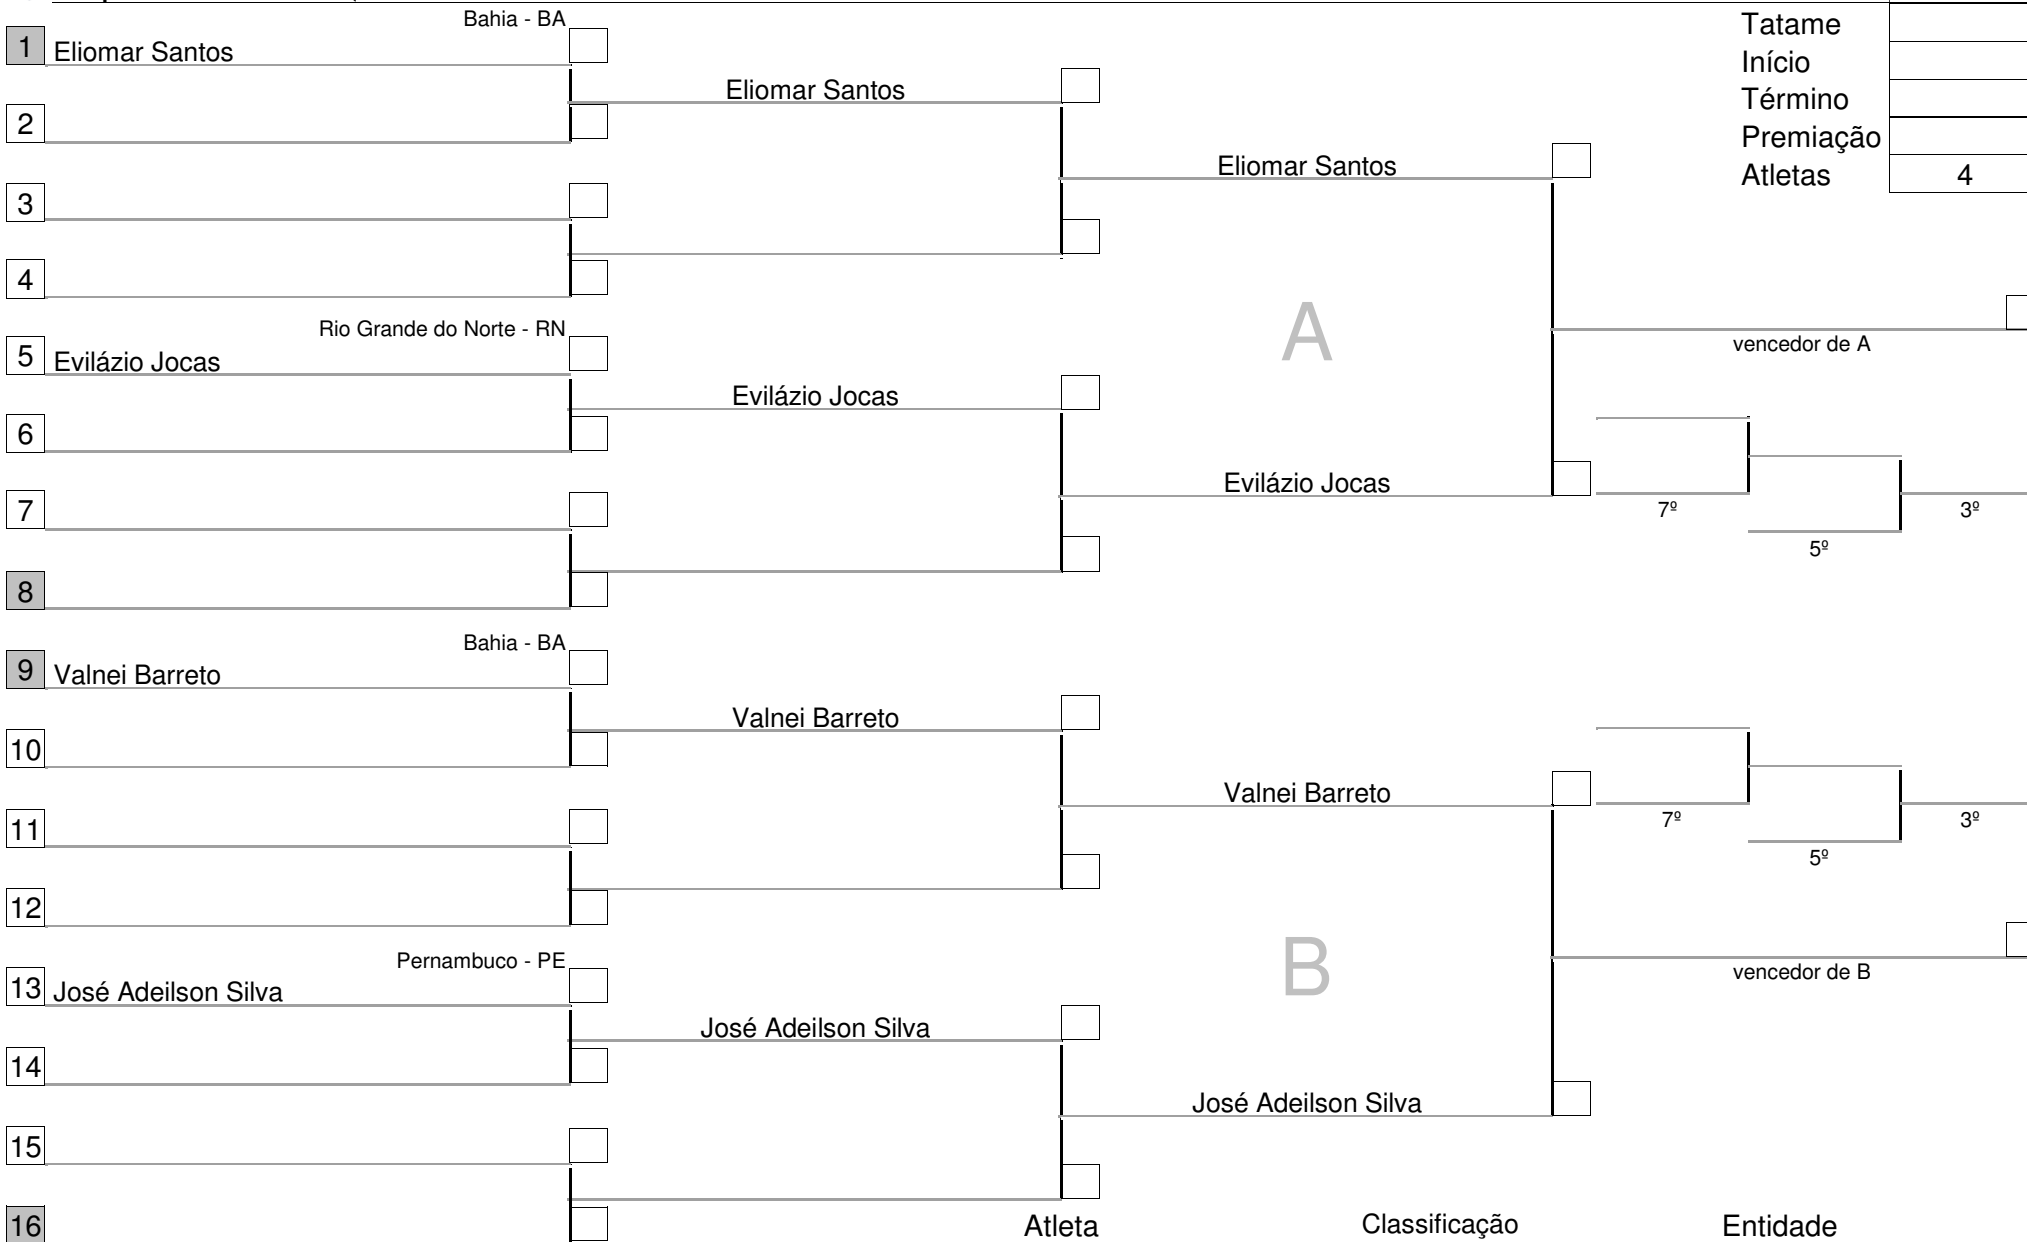 Bahia - BA
Tatame
1 Eliomar Santos
Início
Eliomar Santos
Término
2
Premiação
Eliomar Santos
Atletas 4
3
4
Rio Grande do Norte - RN
A
vencedor de A
5 Evilázio Jocas
Evilázio Jocas
6
Evilázio Jocas
7
7º
3º
5º
8
Bahia - BA
9 Valnei Barreto
Valnei Barreto
10
Valnei Barreto
11
7º
3º
5º
12
Pernambuco - PE
B
vencedor de B
13 José Adeilson Silva
José Adeilson Silva
14
José Adeilson Silva
15
16
Atleta Classificação Entidade